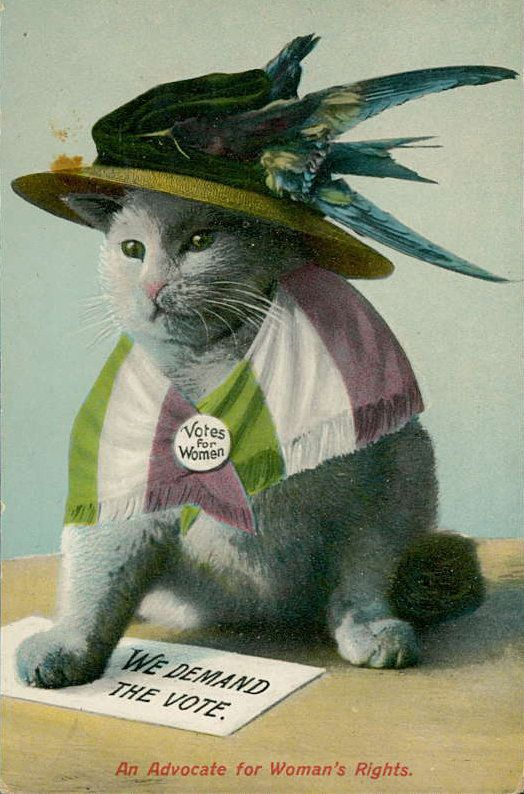 Votes
for
Women
WE DEMAND
THE VOTE.
An Advocate for Woman's Rights.